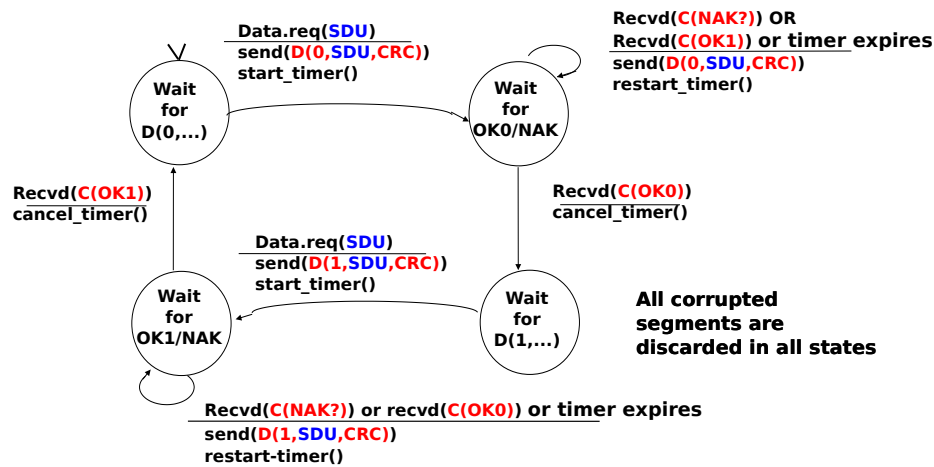 Data.req(SDU)
send(D(0,SDU,CRC))
start_timer()
Recvd(C(NAK?)) OR
Recvd(C(OK1)) or timer expires
send(D(0,SDU,CRC))
restart_timer()
Wait
for
D(0,...)
Wait
for
OK0/NAK
Recvd(C(OK1))
cancel_timer()
Recvd(C(OK0))
cancel_timer()
Data.req(SDU)
send(D(1,SDU,CRC))
start_timer()
Wait
for
OK1/NAK
Wait
for
D(1,...)
All corrupted
segments are
discarded in all states
Recvd(C(NAK?)) or recvd(C(OK0)) or timer expires
send(D(1,SDU,CRC))
restart-timer()